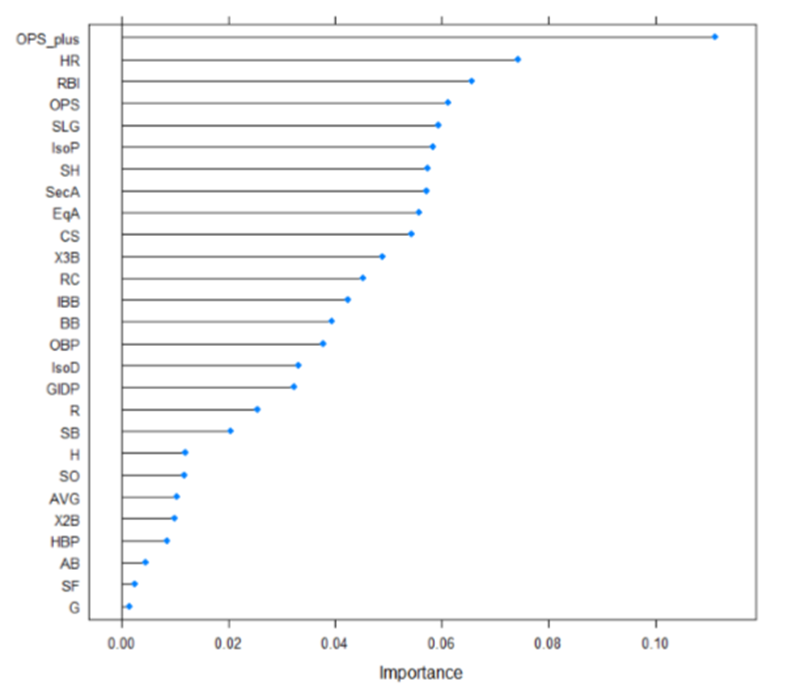 OPS_plus
HR
RBI
OPS
SLG
IsoP
SH
SecA
EqA
CS
X3B
RC
IBB
BB
OBP
IsoD
GIDP
R
SB
H
SO
AVG
X2B
HBP
AB
SF
G
0.00 0.02 0.04 0.06 0.08 0.10
Importance